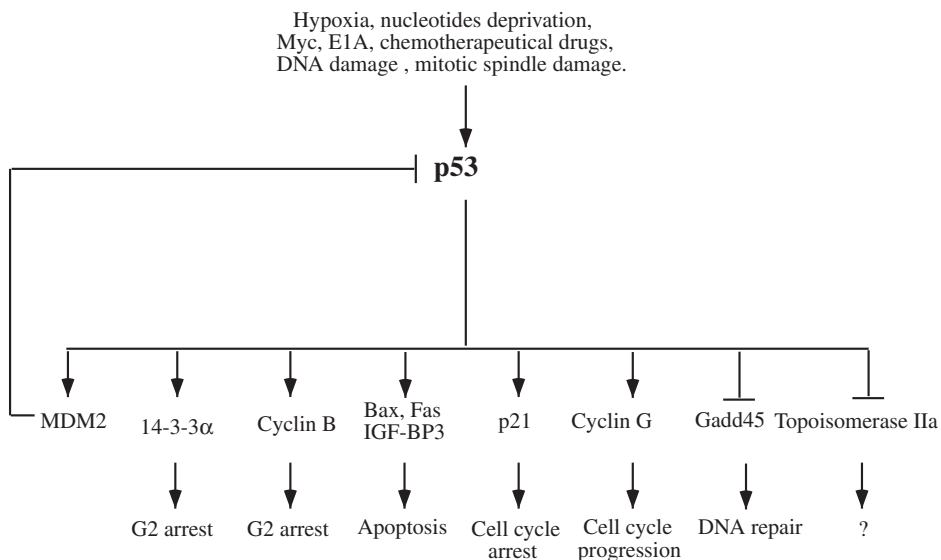 Hypoxia, nucleotides deprivation,
Myc, E1A, chemotherapeutical drugs,
DNA damage , mitotic spindle damage.
p53
MDM2
14-3-3α
Cyclin B
Bax, Fas
IGF-BP3
p21
Cyclin G
Gadd45
Topoisomerase IIa
G2 arrest
G2 arrest
Apoptosis
Cell cycle
arrest
Cell cycle
progression
DNA repair
?